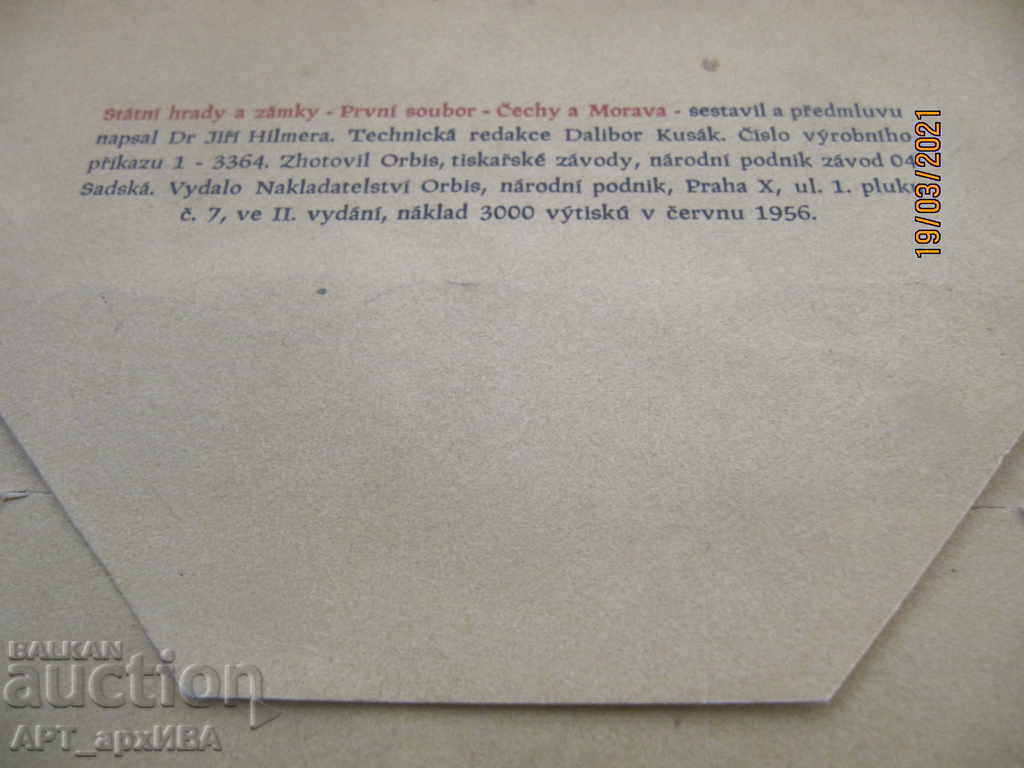 Státní hrady a zámky - První soubor - Čechy a Morava - sestavil a předmluvu
napsal Dr Jiří Hilmera. Technická redakce Dalibor Kusák. Číslo výrobního
příkazu 1 - 3364. Zhotovil Orbis, tiskařské závody, národní podnik závod 04
Sadská. Vydalo Nakladatelství Orbis, národní podnik, Praha X, ul. 1. pluku
č. 7, ve II. vydání, náklad 3000 výtisků v červnu 1956.
19/03/2021
BALKAN
auction
АРТ_архИВА